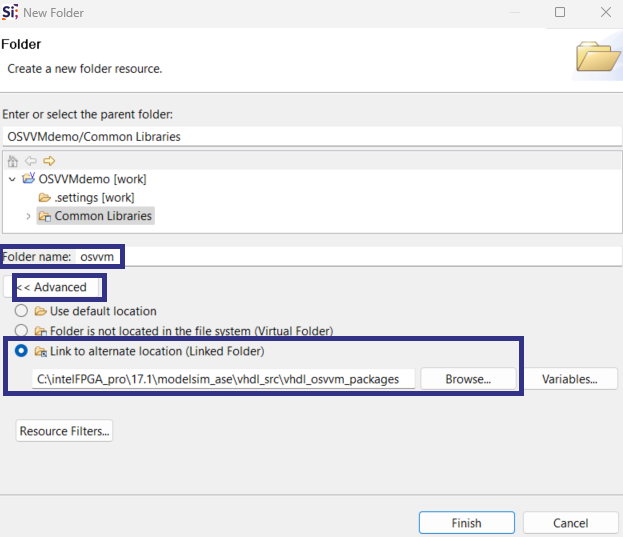 Si; New Folder
Folder
Create a new folder resource.
Enter or select the parent folder:
OSVVMdemo/Common Libraries
OSVVMdemo [work]
.settings [work]
Common Libraries
Folder name: osvvm
<< Advanced
Use default location
Folder is not located in the file system (Virtual Folder)
Link to alternate location (Linked Folder)
C:\intelFPGA_pro\17.1\modelsim_ase\vhdl_src\vhdl_osvvm_packages Browse... Variables...
Resource Filters...
Finish Cancel